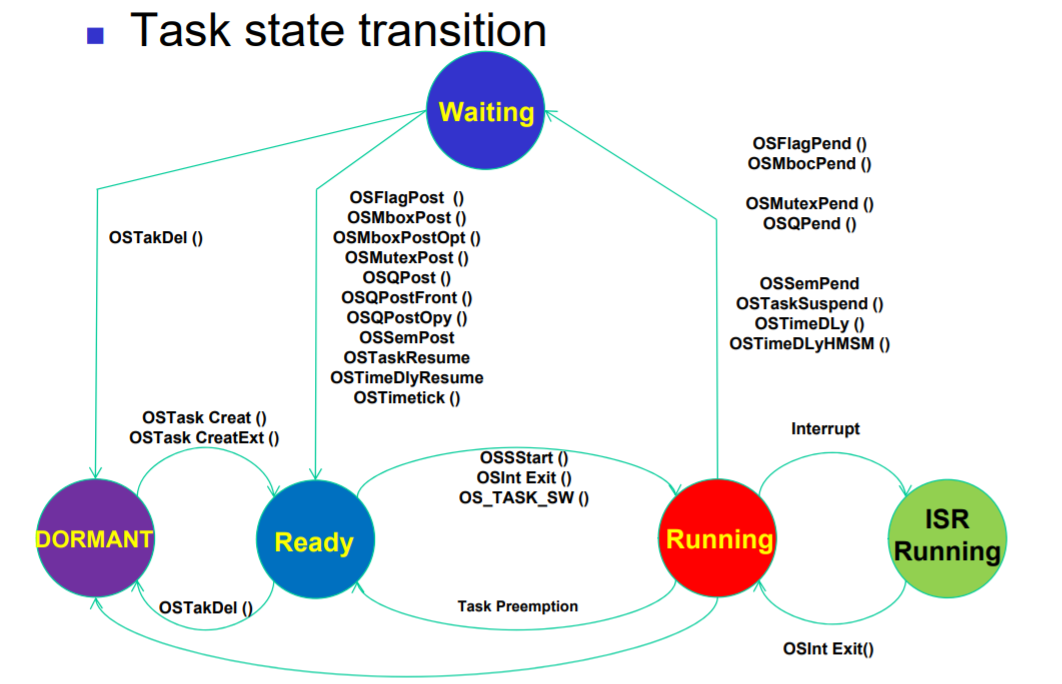 Task state transition
Waiting
OSFlagPend ()
OSMbocPend ()
OSMutexPend ()
OSQPend ()
OSSemPend
OSTaskSuspend ()
OSTimeDLy ()
OSTimeDLyHMSM ()
OSTakDel ()
OSFlagPost ()
OSMboxPost ()
OSMboxPostOpt ()
OSMutexPost ()
OSQPost ()
OSQPostFront ()
OSQPostOpy ()
OSSemPost
OSTaskResume
OSTimeDlyResume
OSTimetick ()
OSTask Creat ()
OSTask CreatExt ()
OSSStart ()
OSInt Exit ()
OS_TASK_SW ()
Interrupt
DORMANT
Ready
Running
ISR
Running
OSTakDel ()
Task Preemption
OSInt Exit()